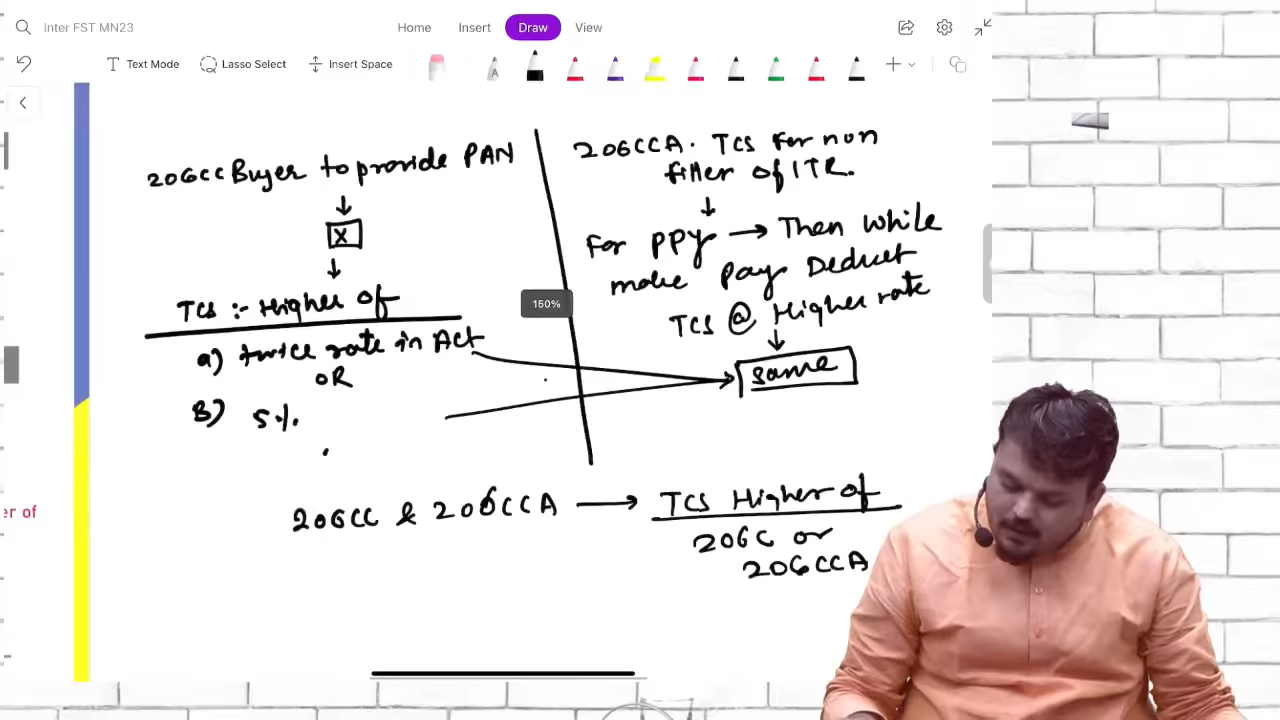 Inter FST MN23
Home
Insert
Draw
View
Text Mode
Lasso Select
Insert Space
A
206CC Buyer to provide PAN
X
TCS :- Higher Of
a) twice rate in Act
OR
B) 5%
206CCA. TCS For non
filler of ITR.
For PPY → Then While
make Pay Deduct
TCS @ Higher rate
same
150%
206CC & 206CCA → TCS Higher of
206C or
206CCA
er of